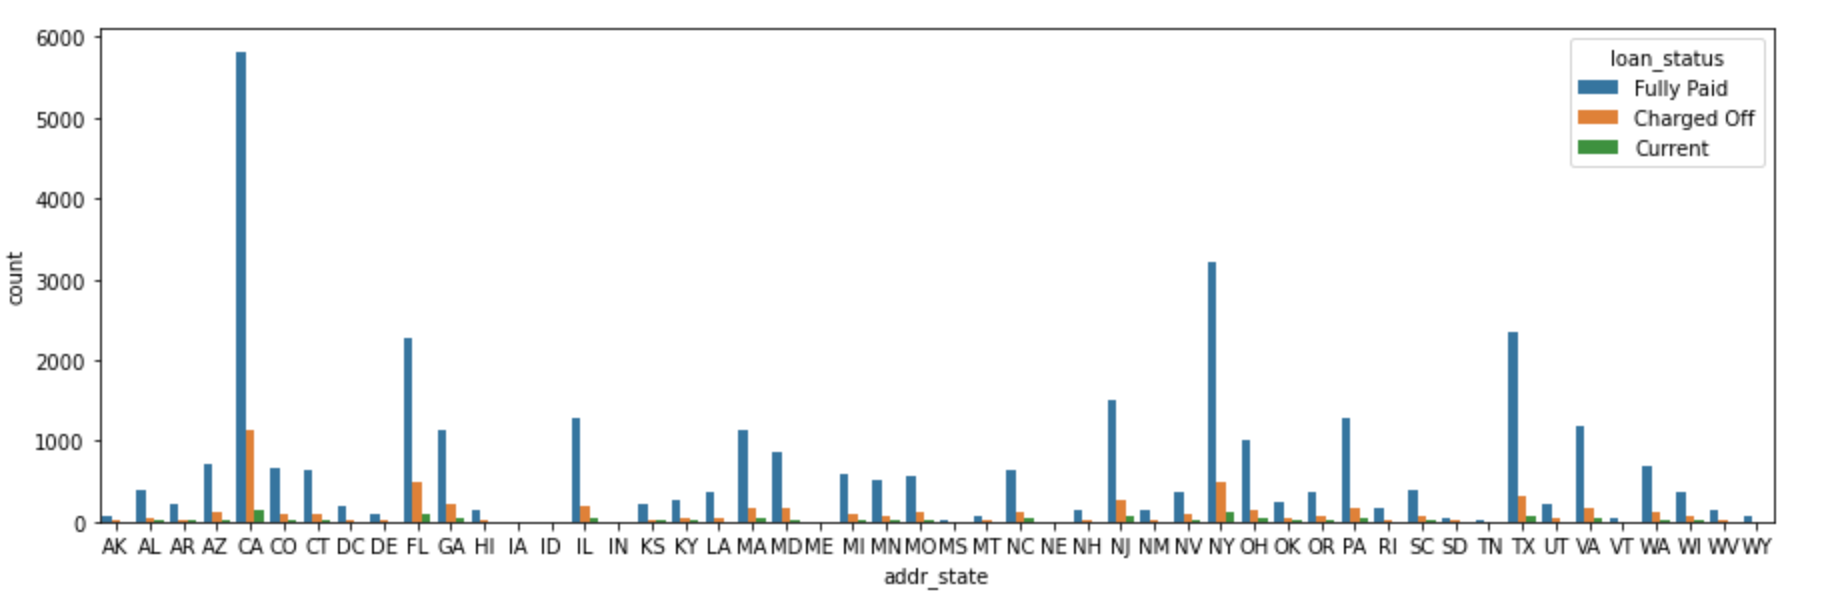 6000
5000
4000
3000
2000
1000
0
count
loan_status
Fully Paid
Charged Off
Current
AK AL AR AZ CA CO CT DC DE FL GA HI IA ID IL IN KS KY LA MA MD ME MI MN MO MS MT NC NE NH NJ NM NV NY OH OK OR PA RI SC SD TN TX UT VA VT WA WI WV WY
addr_state